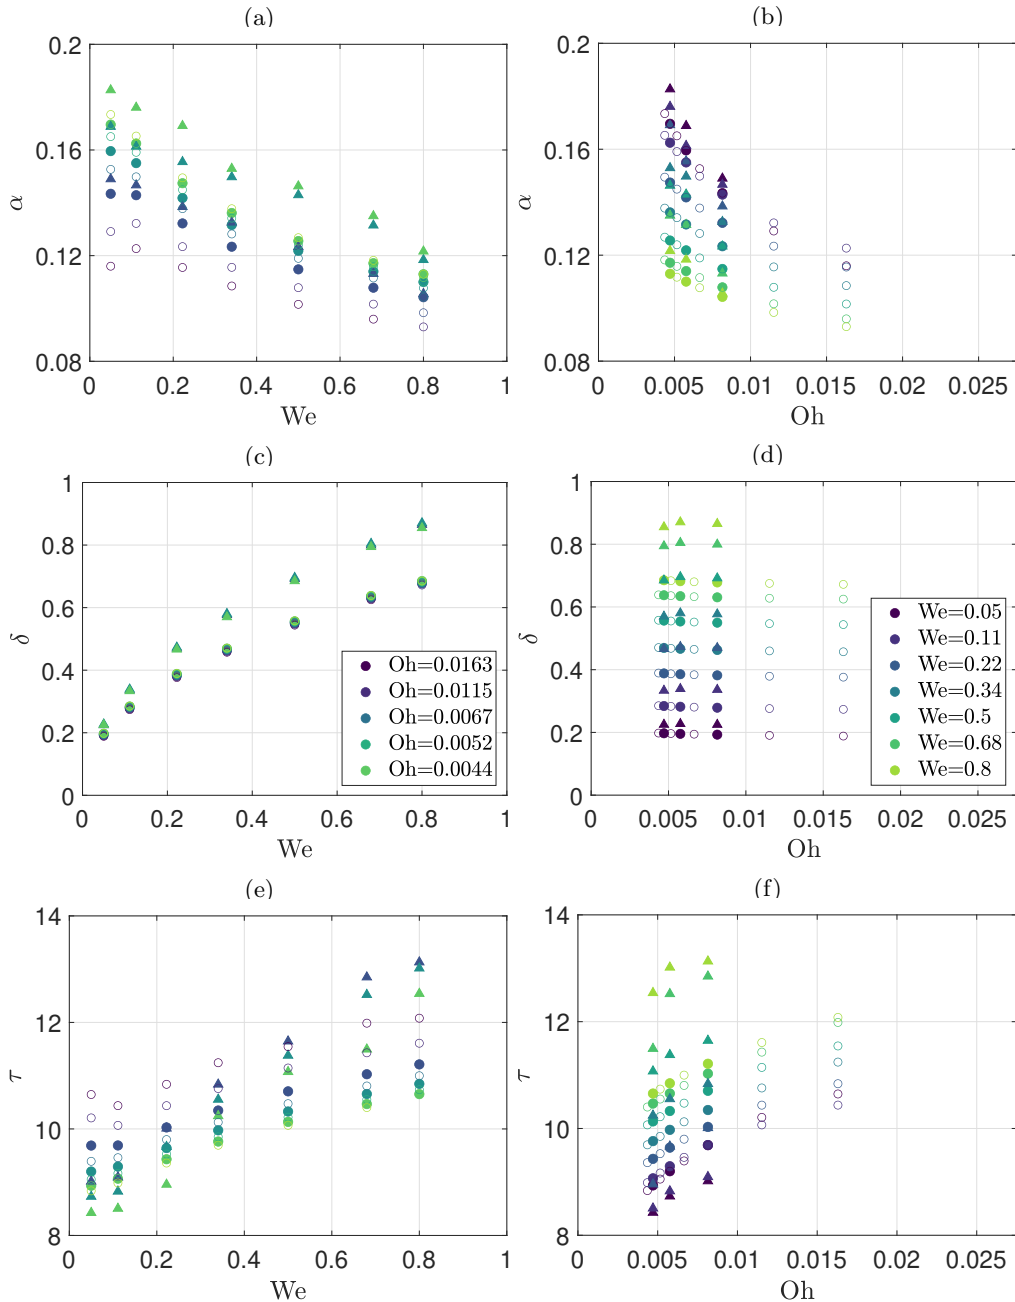 (a)
(b)
0.2
0.16
0.12
0.08
α
0 0.2 0.4 0.6 0.8 1
We
0.2
0.16
0.12
0.08
α
0 0.005 0.01 0.015 0.02 0.025
Oh
(c)
(d)
1
0.8
0.6
0.4
0.2
0
δ
Oh=0.0163
Oh=0.0115
Oh=0.0067
Oh=0.0052
Oh=0.0044
0 0.2 0.4 0.6 0.8 1
We
1
0.8
0.6
0.4
0.2
0
δ
We=0.05
We=0.11
We=0.22
We=0.34
We=0.5
We=0.68
We=0.8
0 0.005 0.01 0.015 0.02 0.025
Oh
(e)
(f)
14
12
10
8
τ
0 0.2 0.4 0.6 0.8 1
We
14
12
10
8
τ
0 0.005 0.01 0.015 0.02 0.025
Oh